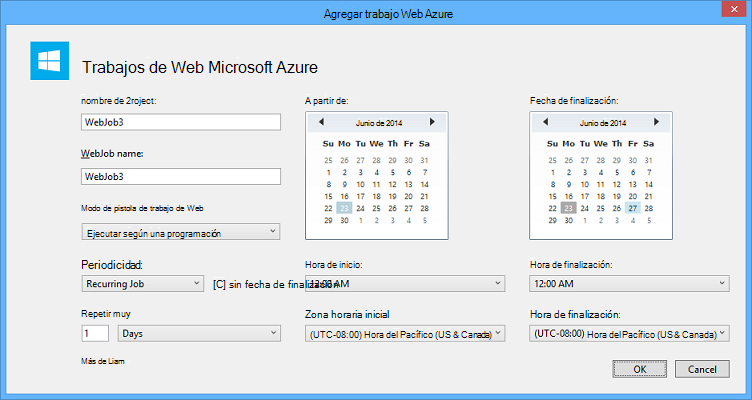 Agregar trabajo Web Azure
Trabajos de Web Microsoft Azure
nombre de 2roject:
WebJob3
WebJob name:
WebJob3
Modo de pistola de trabajo de Web
Ejecutar según una programación
Periodicidad:
Recurring Job
[C] sin fecha de finalización
Repetir muy
1 Days
Más de Liam
A partir de:
Junio de 2014
Su Mo Tu We Th Fr Sa
25 26 27 28 29 30 31
1 2 3 4 5 6 7
8 9 10 11 12 13 14
15 16 17 18 19 20 21
22 23 24 25 26 27 28
29 30 1 2 3 4 5
Hora de inicio:
12:00 AM
Zona horaria inicial
(UTC-08:00) Hora del Pacífico (US & Canada)
Fecha de finalización:
Junio de 2014
Su Mo Tu We Th Fr Sa
25 26 27 28 29 30 31
1 2 3 4 5 6 7
8 9 10 11 12 13 14
15 16 17 18 19 20 21
22 23 24 25 26 27 28
29 30 1 2 3 4 5
Hora de finalización:
12:00 AM
Hora de finalización:
(UTC-08:00) Hora del Pacífico (US & Canada)
OK
Cancel